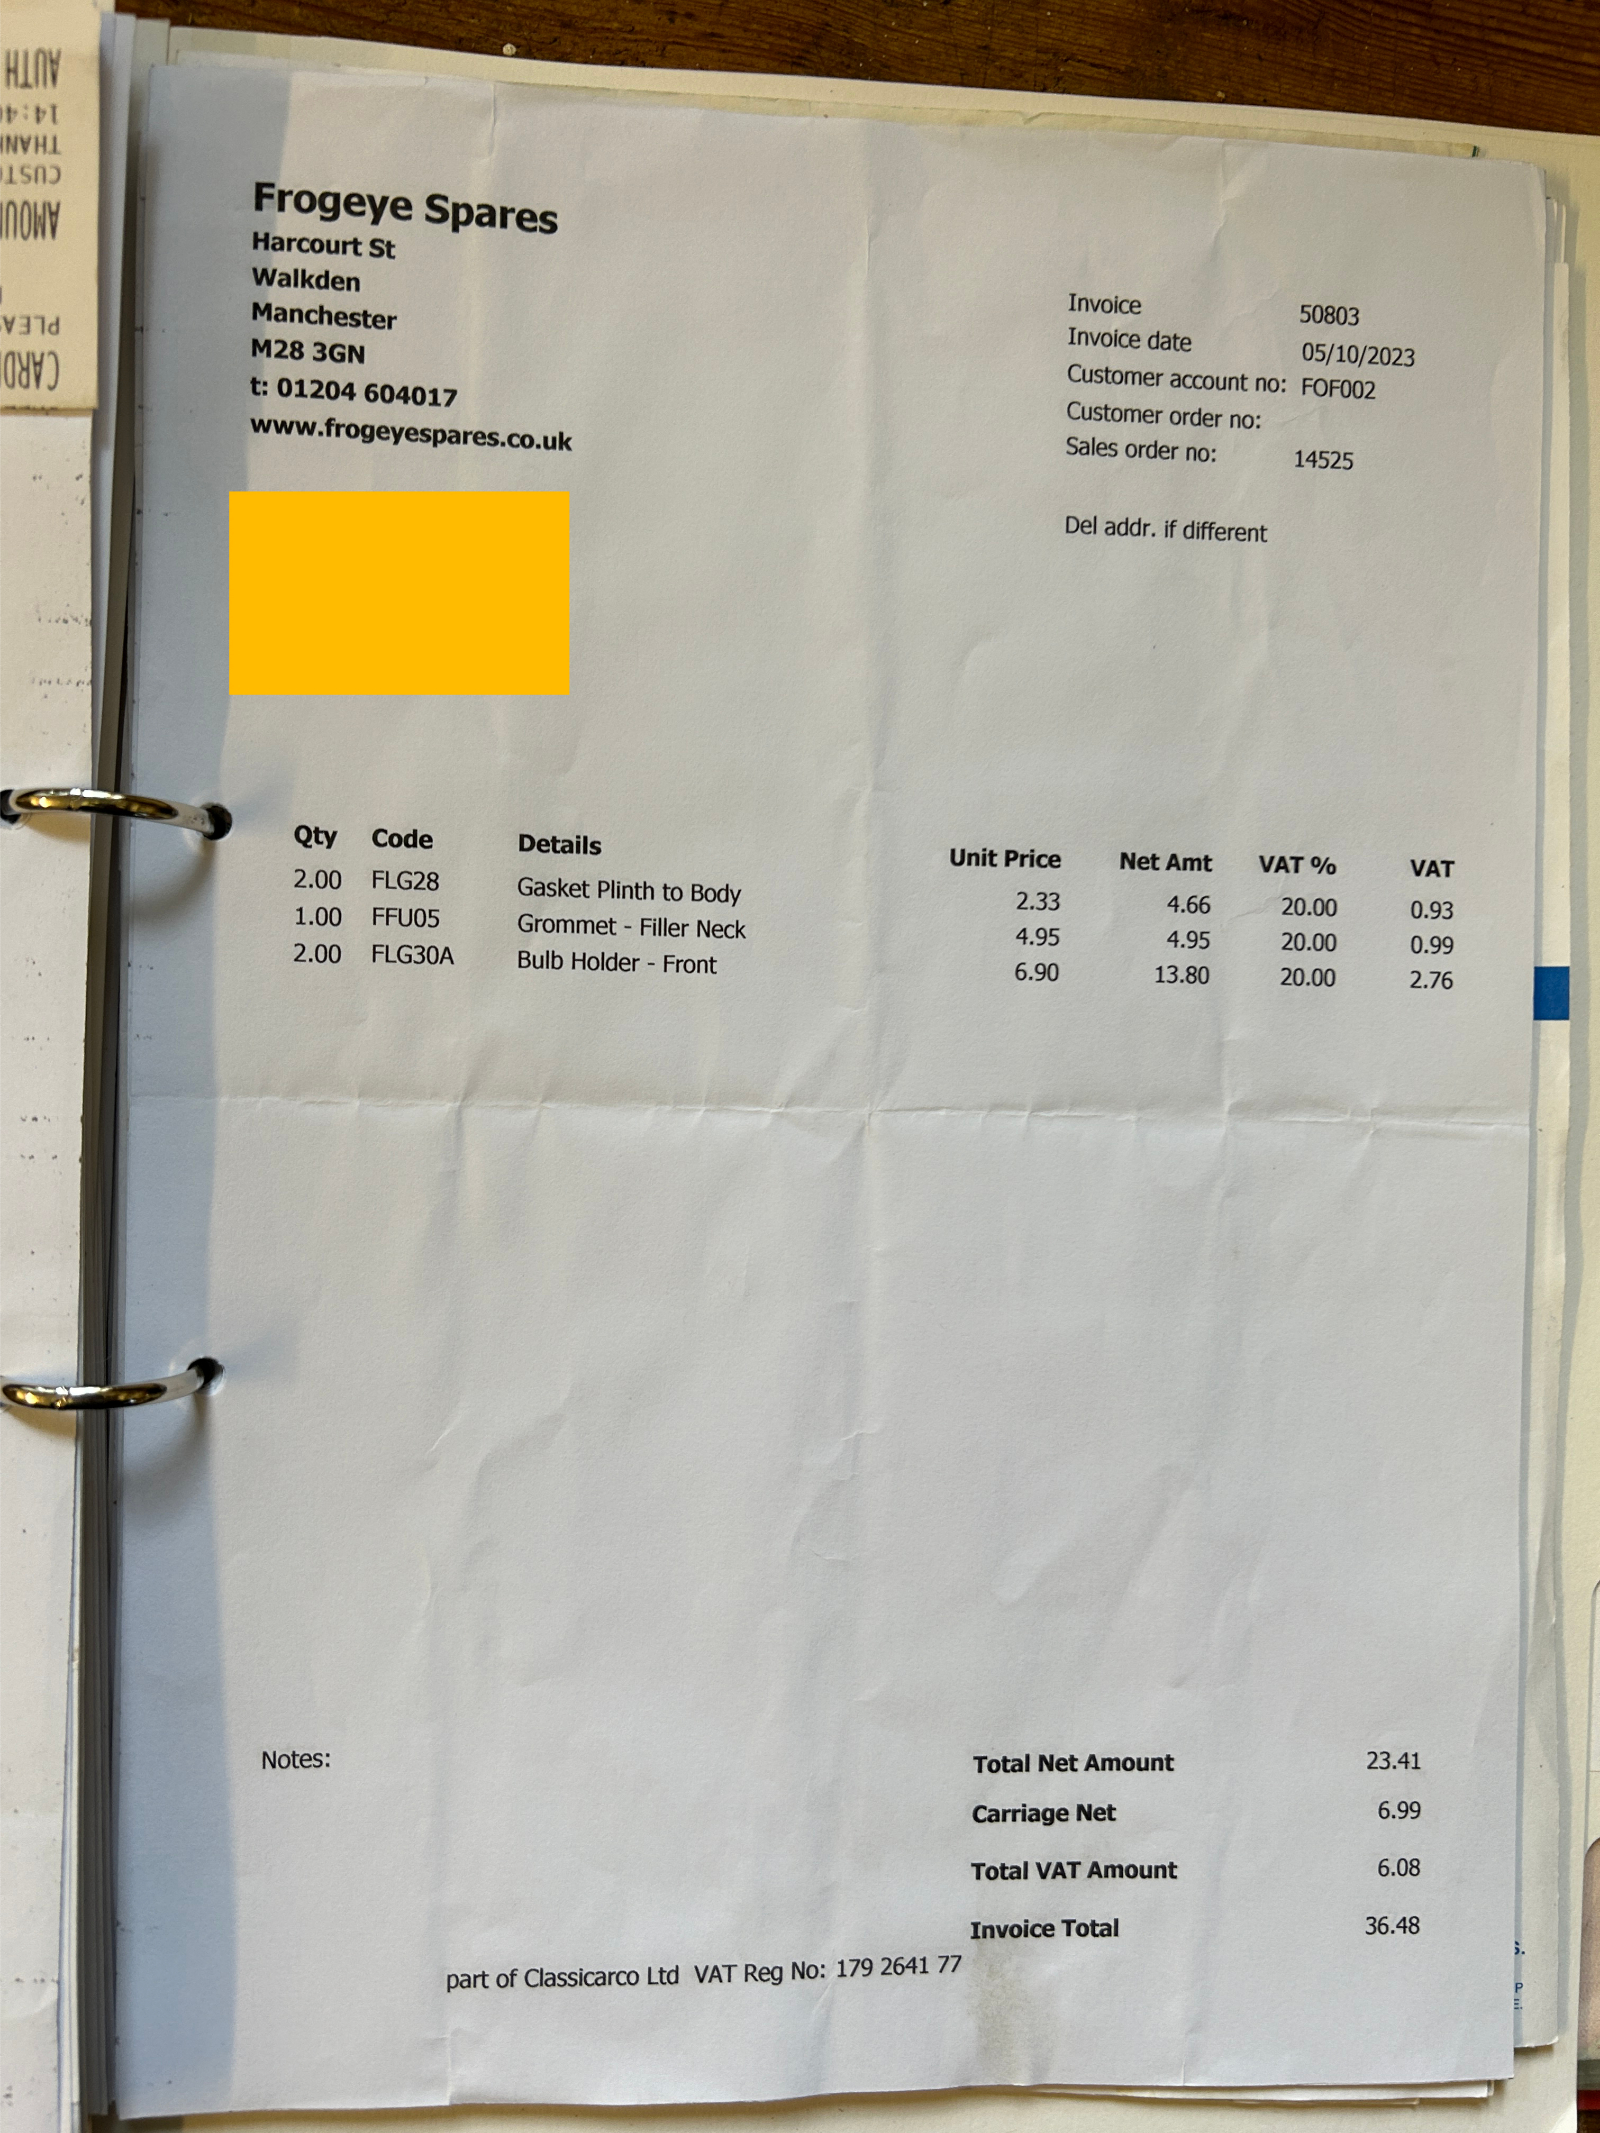 Frogeye Spares
Harcourt St
Walkden
Manchester
M28 3GN
t: 01204 604017
www.frogeyespares.co.uk
Invoice 50803
Invoice date 05/10/2023
Customer account no: FOF002
Customer order no:
Sales order no: 14525
Del addr. if different
Qty Code Details Unit Price Net Amt VAT % VAT
2.00 FLG28 Gasket Plinth to Body 2.33 4.66 20.00 0.93
1.00 FFU05 Grommet - Filler Neck 4.95 4.95 20.00 0.99
2.00 FLG30A Bulb Holder - Front 6.90 13.80 20.00 2.76
Notes:
Total Net Amount 23.41
Carriage Net 6.99
Total VAT Amount 6.08
Invoice Total 36.48
part of Classicarco Ltd VAT Reg No: 179 2641 77
AUTH